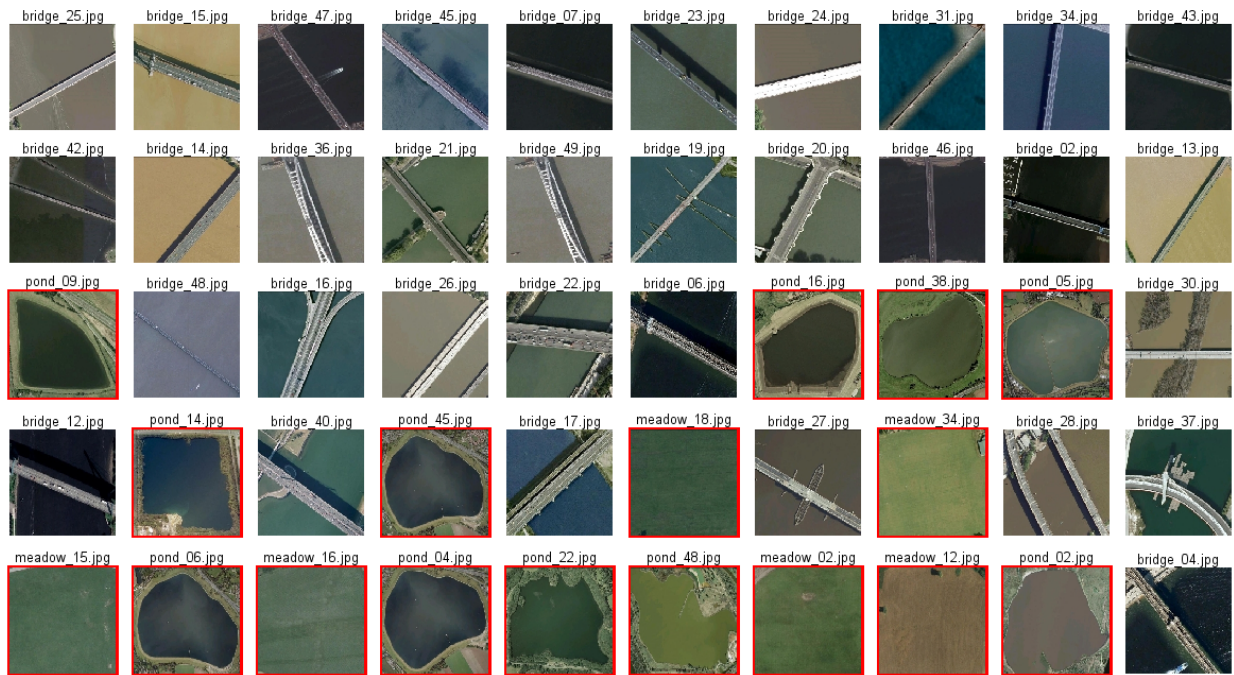 bridge_25.jpg bridge_15.jpg bridge_47.jpg bridge_45.jpg bridge_07.jpg bridge_23.jpg bridge_24.jpg bridge_31.jpg bridge_34.jpg bridge_43.jpg
bridge_42.jpg bridge_14.jpg bridge_36.jpg bridge_21.jpg bridge_49.jpg bridge_19.jpg bridge_20.jpg bridge_46.jpg bridge_02.jpg bridge_13.jpg
pond_09.jpg bridge_48.jpg bridge_16.jpg bridge_26.jpg bridge_22.jpg bridge_06.jpg pond_16.jpg pond_38.jpg pond_05.jpg bridge_30.jpg
bridge_12.jpg pond_14.jpg bridge_40.jpg pond_45.jpg bridge_17.jpg meadow_18.jpg bridge_27.jpg meadow_34.jpg bridge_28.jpg bridge_37.jpg
meadow_15.jpg pond_06.jpg meadow_16.jpg pond_04.jpg pond_22.jpg pond_48.jpg meadow_02.jpg meadow_12.jpg pond_02.jpg bridge_04.jpg